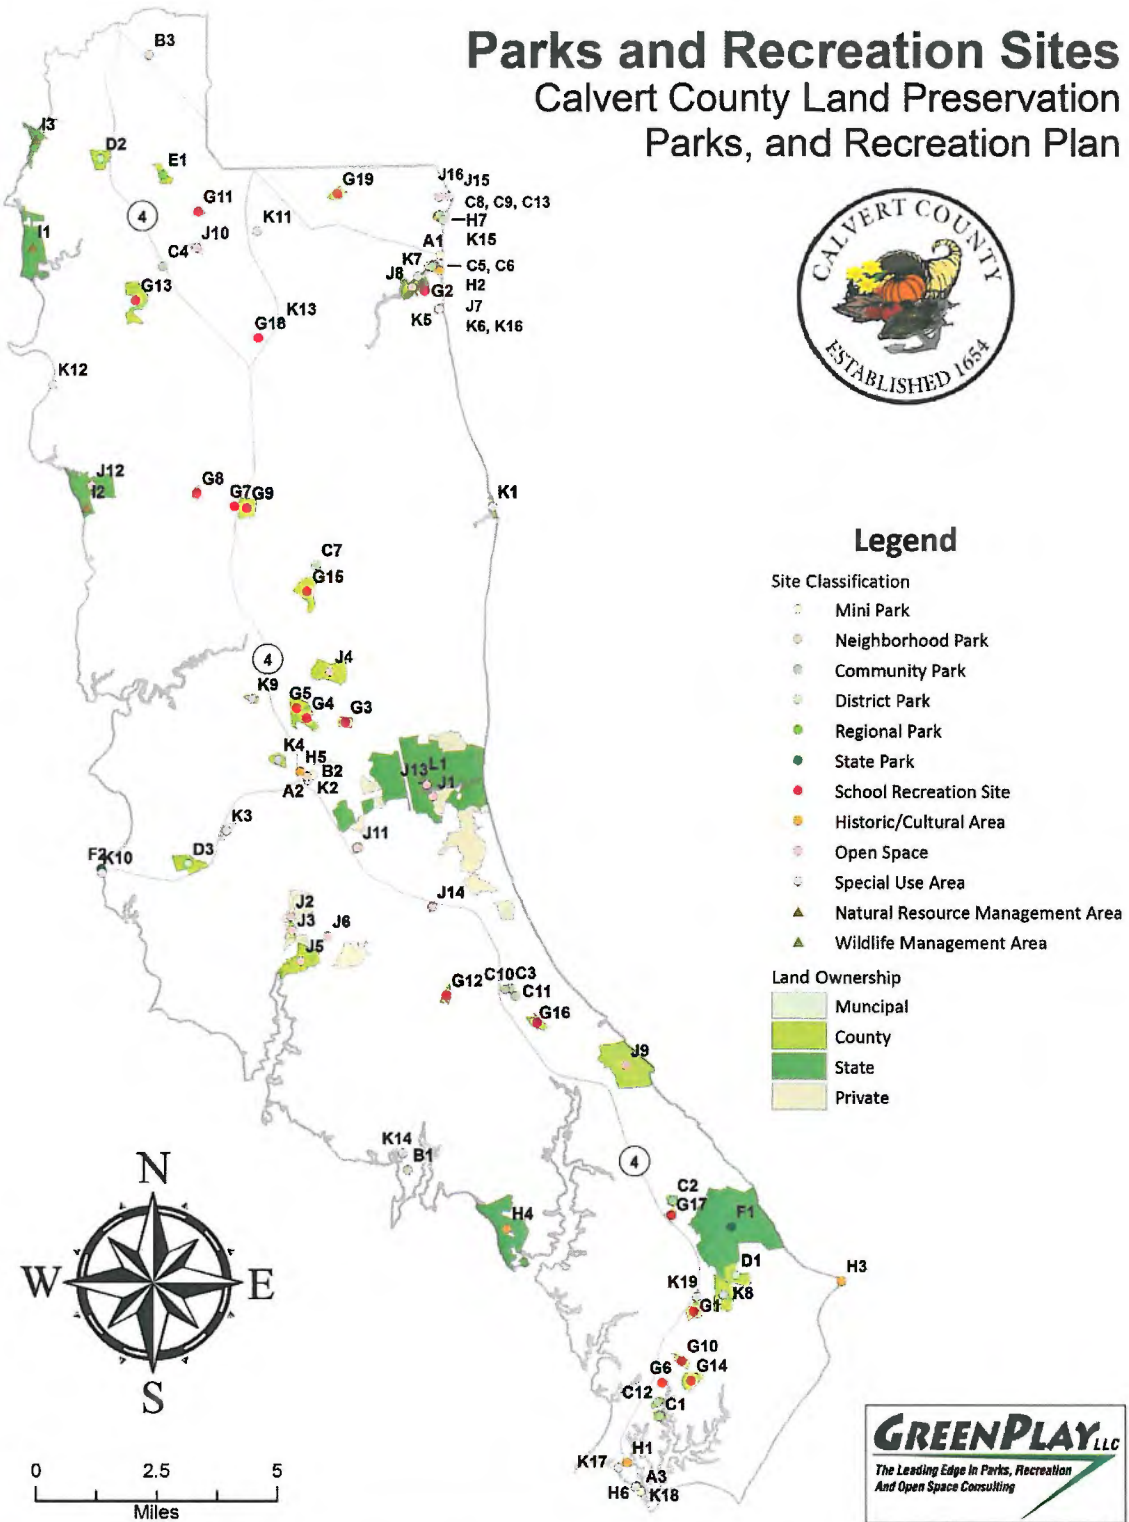 Parks and Recreation Sites
Calvert County Land Preservation
Parks, and Recreation Plan
CALVERT COUNTY
ESTABLISHED 1654
B3
I3
D2
E1
G11
G19
J16 J15
C8, C9, C13
H7
K15
4
K11
J10
I1
C4
A1
K7
C5, C6
J8
H2
G13
G2
J7
K13
K5
K6, K16
G18
K12
J12
I2
G8
G7 G9
K1
C7
G15
4
J4
K9
G5
G4
G3
K4
H5
B2
A2
K2
J13
L1
J1
K3
J11
F2
K10
D3
J14
J2
J3
J6
J5
G12
C10 C3
C11
G16
J9
K14
B1
4
C2
G17
H4
F1
D1
H3
K19
K8
G1
G10
G6
G14
C12
C1
H1
K17
A3
H6
K18
Legend
Site Classification
Mini Park
Neighborhood Park
Community Park
District Park
Regional Park
State Park
School Recreation Site
Historic/Cultural Area
Open Space
Special Use Area
Natural Resource Management Area
Wildlife Management Area
Land Ownership
Muncipal
County
State
Private
N
W
E
S
0 2.5 5
Miles
GREENPLAY LLC
The Leading Edge In Parks, Recreation
And Open Space Consulting